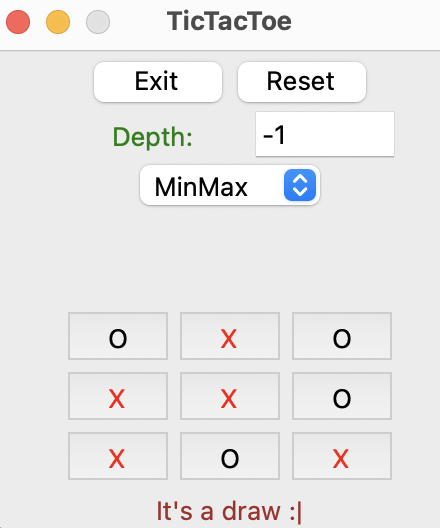 TicTacToe
Exit Reset
Depth: -1
MinMax
O X O
X X O
X O X
It's a draw :|